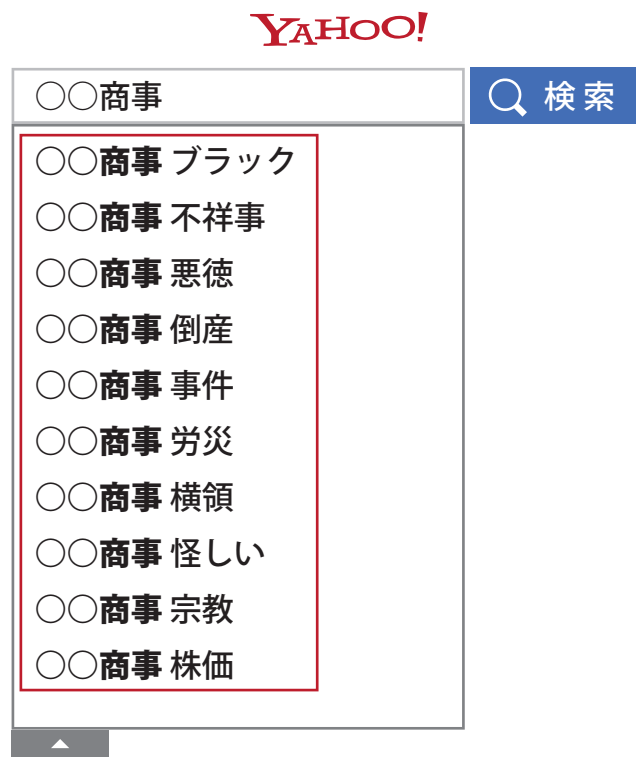 YAHOO!
○○商事
検索
○○商事 ブラック
○○商事 不祥事
○○商事 悪徳
○○商事 倒産
○○商事 事件
○○商事 労災
○○商事 横領
○○商事 怪しい
○○商事 宗教
○○商事 株価